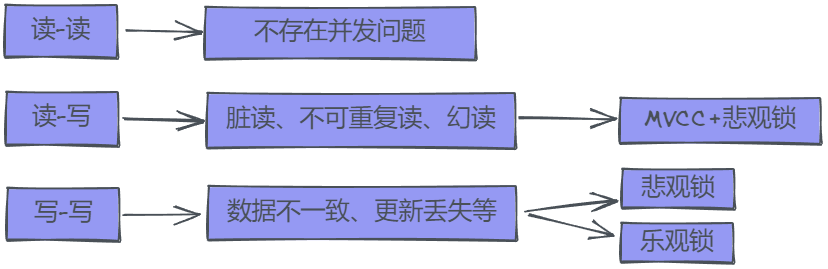 读-读
不存在并发问题
读-写
脏读、不可重复读、幻读
MVCC+悲观锁
写-写
数据不一致、更新丢失等
悲观锁
乐观锁